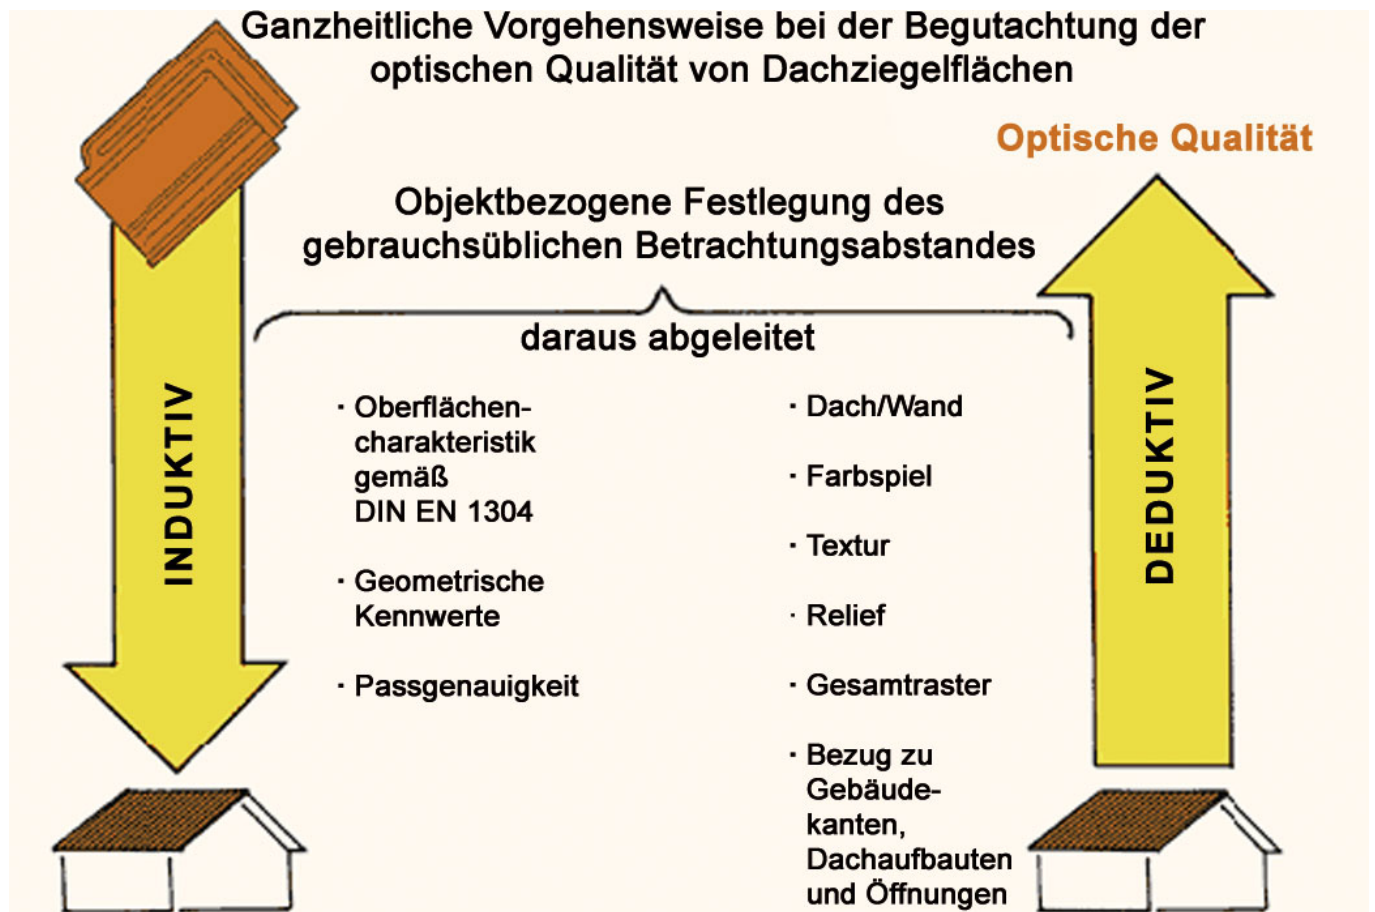 Ganzheitliche Vorgehensweise bei der Begutachtung der
optischen Qualität von Dachziegelflächen
Optische Qualität
Objektbezogene Festlegung des
gebrauchsüblichen Betrachtungsabstandes
daraus abgeleitet
INDUKTIV
· Oberflächen-
charakteristik
gemäß
DIN EN 1304
· Geometrische
Kennwerte
· Passgenauigkeit
· Dach/Wand
· Farbspiel
· Textur
· Relief
· Gesamtraster
· Bezug zu
Gebäude-
kanten,
Dachaufbauten
und Öffnungen
DEDUKTIV